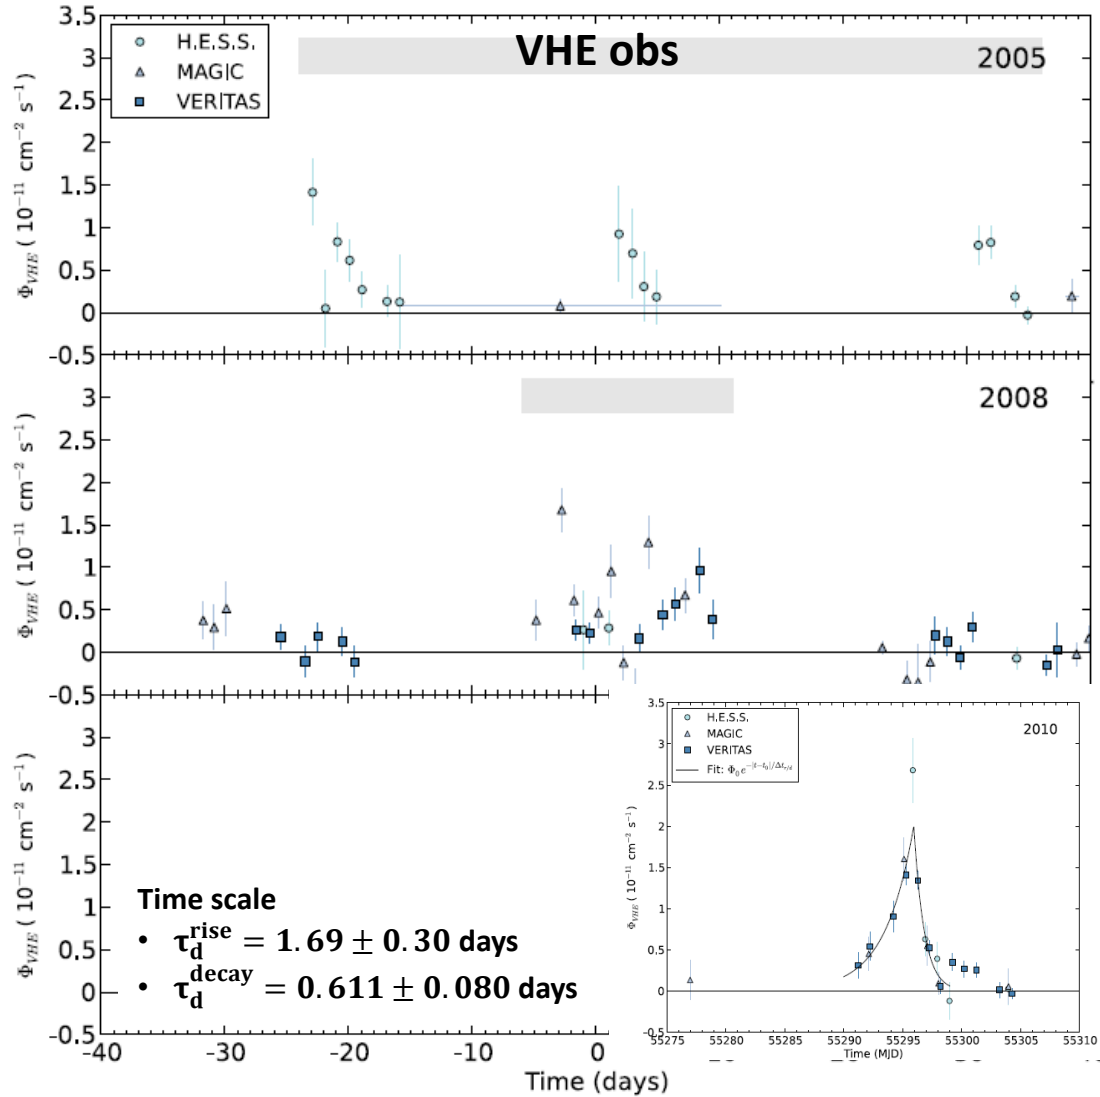 VHE obs
2005
H.E.S.S.
MAGIC
VERITAS
3.5
3
2.5
2
1.5
1
0.5
0
-0.5
Φ_VHE ( 10⁻¹¹ cm⁻² s⁻¹)
2008
3
2.5
2
1.5
1
0.5
0
-0.5
Φ_VHE ( 10⁻¹¹ cm⁻² s⁻¹)
3
2.5
2
1.5
1
0.5
0
-0.5
Φ_VHE ( 10⁻¹¹ cm⁻² s⁻¹)
Time scale
• τ_d^rise = 1.69 ± 0.30 days
• τ_d^decay = 0.611 ± 0.080 days
-40 -30 -20 -10 0
Time (days)
2010
H.E.S.S.
MAGIC
VERITAS
Fit: Φ₀e^(−|t−t₀|/Δt_r/d)
3.5
3
2.5
2
1.5
1
0.5
0
-0.5
Φ_VHE ( 10⁻¹¹ cm⁻² s⁻¹)
55275 55280 55285 55290 55295 55300 55305 55310
Time (MJD)